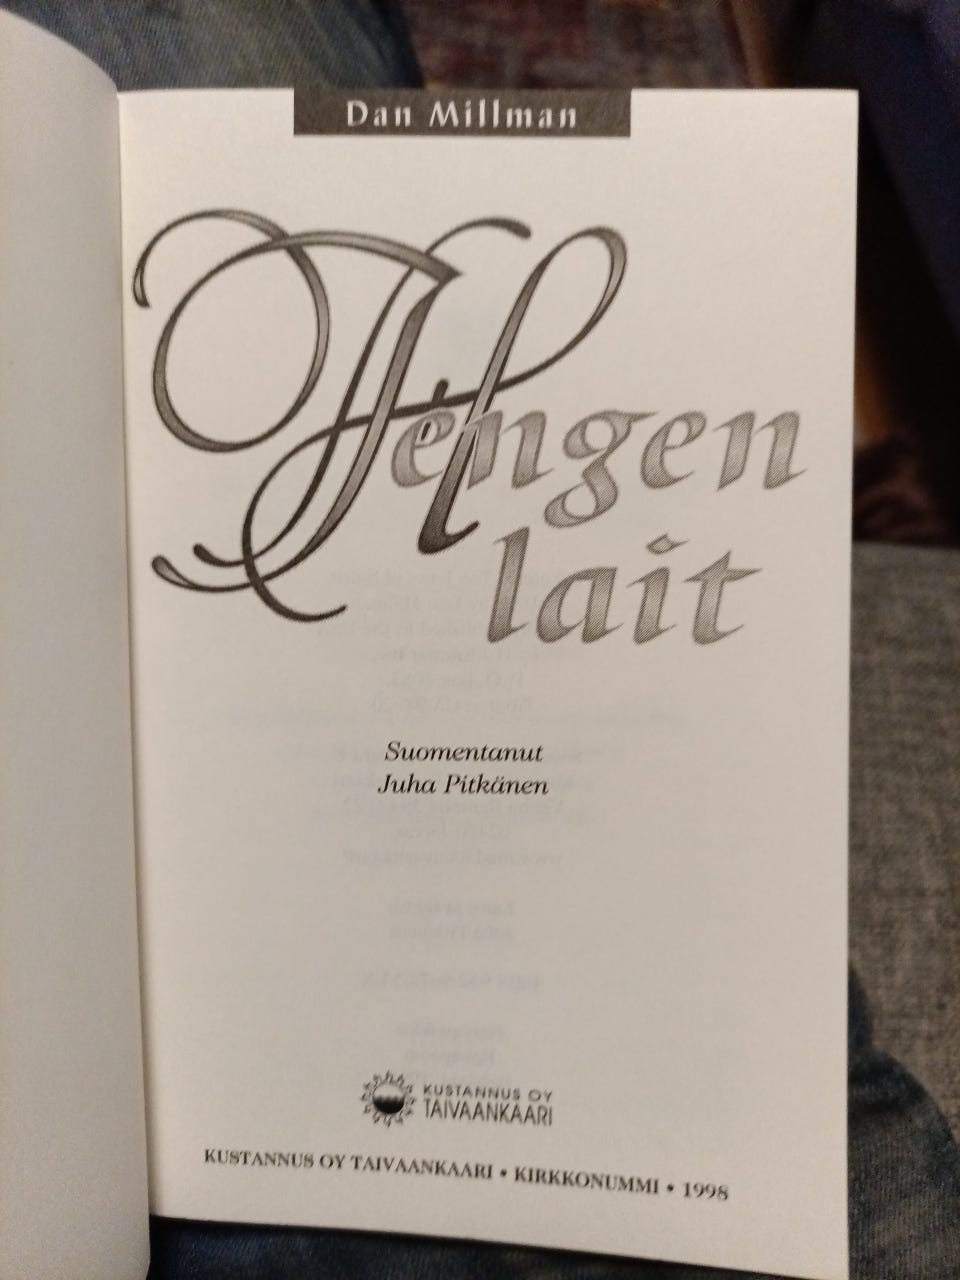 Dan Millman
Hengen
lait
Suomentanut
Juha Pitkänen
KUSTANNUS OY
TAIVAANKAARI
KUSTANNUS OY TAIVAANKAARI • KIRKKONUMMI • 1998